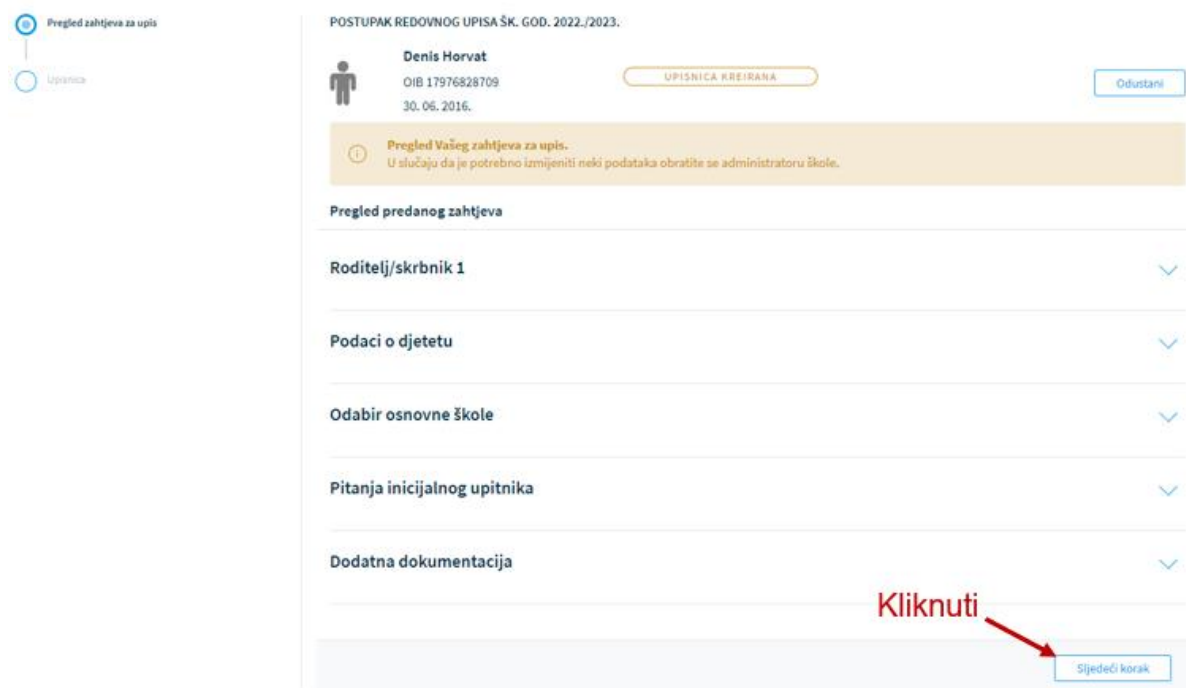 Pregled zahtjeva za upis
Upisnica
POSTUPAK REDOVNOG UPISA ŠK. GOD. 2022./2023.
Denis Horvat
OIB 17976828709
30. 06. 2016.
UPISNICA KREIRANA
Odustani
Pregled Vašeg zahtjeva za upis.
U slučaju da je potrebno izmijeniti neki podataka obratite se administratoru škole.
Pregled predanog zahtjeva
Roditelj/skrbnik 1
Podaci o djetetu
Odabir osnovne škole
Pitanja inicijalnog upitnika
Dodatna dokumentacija
Kliknuti
Sljedeći korak